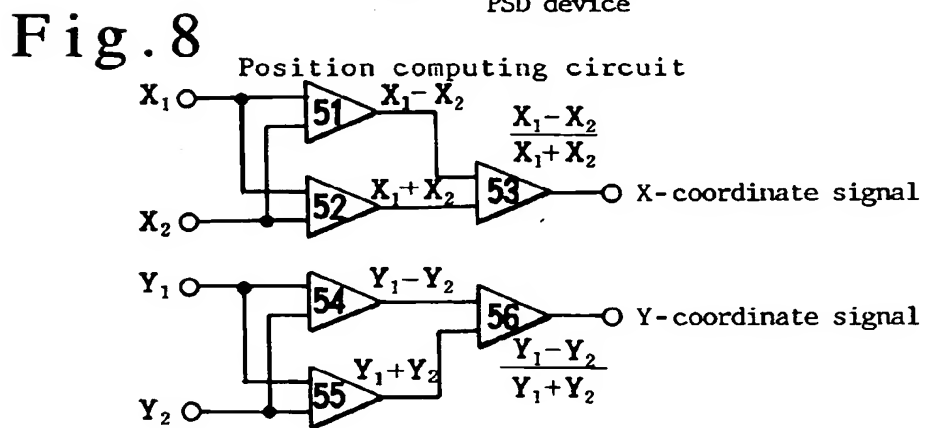 PSD device
Fig.8
Position computing circuit
X₁
51
X₁-X₂
X₁-X₂
X₁+X₂
52
X₁+X₂
53
X-coordinate signal
X₂
Y₁
54
Y₁-Y₂
56
Y-coordinate signal
Y₁-Y₂
Y₁+Y₂
55
Y₁+Y₂
Y₂